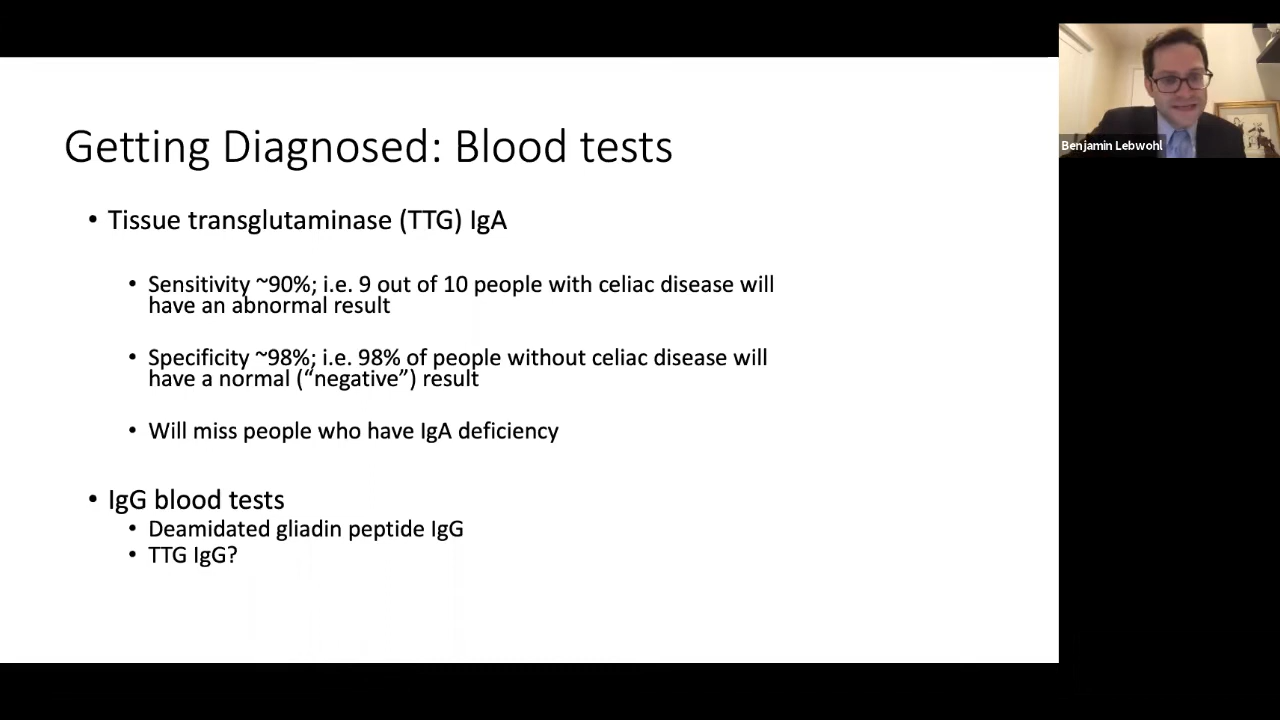 Getting Diagnosed: Blood tests
• Tissue transglutaminase (TTG) IgA
• Sensitivity ~90%; i.e. 9 out of 10 people with celiac disease will
have an abnormal result
• Specificity ~98%; i.e. 98% of people without celiac disease will
have a normal (“negative”) result
• Will miss people who have IgA deficiency
• IgG blood tests
• Deamidated gliadin peptide IgG
• TTG IgG?
Benjamin Lebwohl